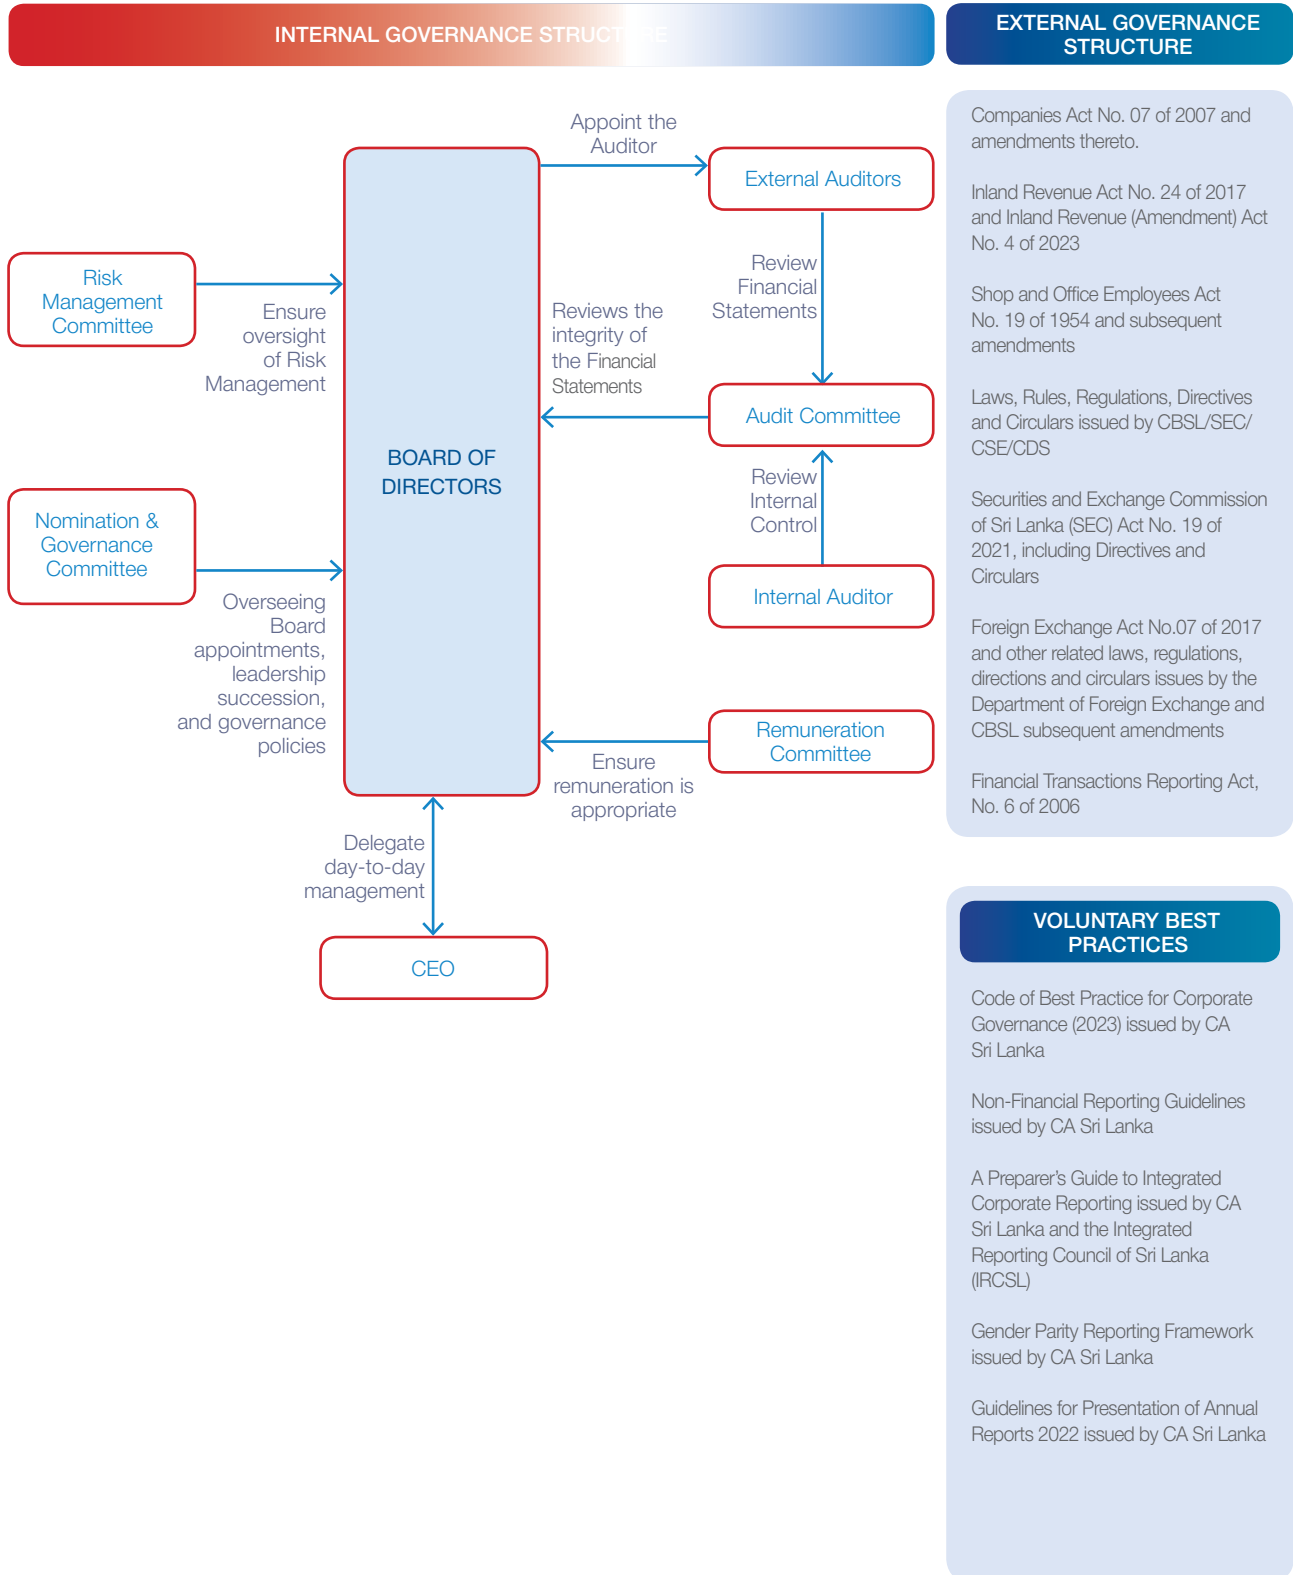 INTERNAL GOVERNANCE STRUCTURE
Appoint the
Auditor
External Auditors
Risk
Management
Committee
Ensure
oversight
of Risk
Management
Review
Financial
Statements
Reviews the
integrity of
the Financial
Statements
Audit Committee
BOARD OF
DIRECTORS
Review
Internal
Control
Nomination &
Governance
Committee
Internal Auditor
Overseeing
Board
appointments,
leadership
succession,
and governance
policies
Remuneration
Committee
Ensure
remuneration is
appropriate
Delegate
day-to-day
management
CEO
EXTERNAL GOVERNANCE
STRUCTURE
Companies Act No. 07 of 2007 and
amendments thereto.
Inland Revenue Act No. 24 of 2017
and Inland Revenue (Amendment) Act
No. 4 of 2023
Shop and Office Employees Act
No. 19 of 1954 and subsequent
amendments
Laws, Rules, Regulations, Directives
and Circulars issued by CBSL/SEC/
CSE/CDS
Securities and Exchange Commission
of Sri Lanka (SEC) Act No. 19 of
2021, including Directives and
Circulars
Foreign Exchange Act No.07 of 2017
and other related laws, regulations,
directions and circulars issues by the
Department of Foreign Exchange and
CBSL subsequent amendments
Financial Transactions Reporting Act,
No. 6 of 2006
VOLUNTARY BEST
PRACTICES
Code of Best Practice for Corporate
Governance (2023) issued by CA
Sri Lanka
Non-Financial Reporting Guidelines
issued by CA Sri Lanka
A Preparer's Guide to Integrated
Corporate Reporting issued by CA
Sri Lanka and the Integrated
Reporting Council of Sri Lanka
(IRCSL)
Gender Parity Reporting Framework
issued by CA Sri Lanka
Guidelines for Presentation of Annual
Reports 2022 issued by CA Sri Lanka